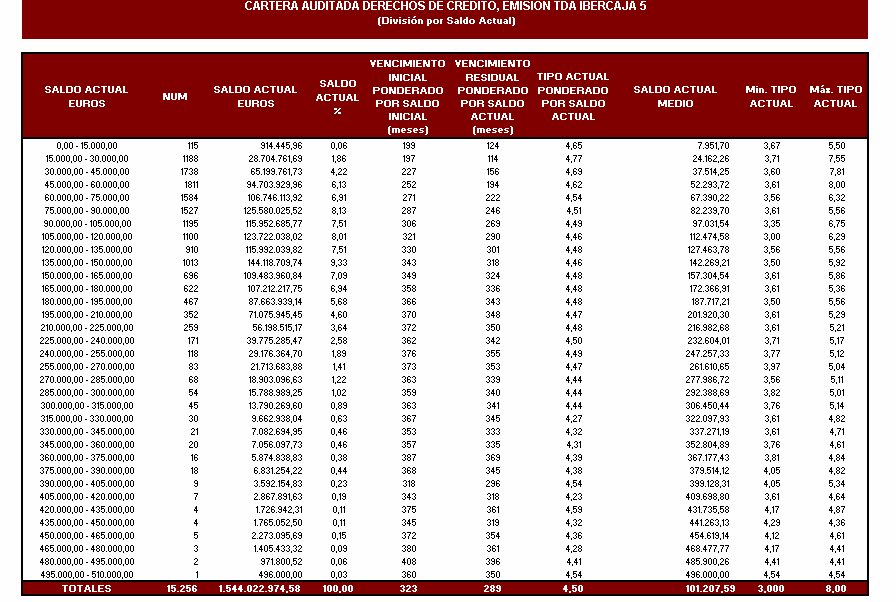 CARTERA AUDITADA DERECHOS DE CRÉDITO, EMISIÓN TDA IBERCAJA 5
(División por Saldo Actual)
SALDO ACTUAL EUROS NUM SALDO ACTUAL EUROS SALDO ACTUAL % VENCIMIENTO INICIAL PONDERADO POR SALDO INICIAL (meses) VENCIMIENTO RESIDUAL PONDERADO POR SALDO ACTUAL (meses) TIPO ACTUAL PONDERADO POR SALDO ACTUAL SALDO ACTUAL MEDIO Min. TIPO ACTUAL Máz. TIPO ACTUAL
0,00 - 15.000,00 115 914.445,96 0,06 199 124 4,65 7.951,70 3,67 5,50
15.000,00 - 30.000,00 1188 28.704.761,69 1,86 197 114 4,77 24.162,26 3,71 7,55
30.000,00 - 45.000,00 1738 65.199.761,73 4,22 227 156 4,69 37.514,25 3,60 7,81
45.000,00 - 60.000,00 1811 94.703.929,96 6,13 252 194 4,62 52.293,72 3,61 8,00
60.000,00 - 75.000,00 1584 106.746.113,92 6,91 271 222 4,54 67.390,22 3,56 6,32
75.000,00 - 90.000,00 1527 125.580.025,52 8,13 287 246 4,51 82.239,70 3,61 5,56
90.000,00 - 105.000,00 1195 115.952.685,77 7,51 306 269 4,49 97.031,54 3,35 6,75
105.000,00 - 120.000,00 1100 123.722.038,02 8,01 321 290 4,46 112.474,58 3,00 6,29
120.000,00 - 135.000,00 910 115.992.039,82 7,51 330 301 4,48 127.463,78 3,56 5,56
135.000,00 - 150.000,00 1013 144.118.709,74 9,33 343 318 4,46 142.269,21 3,50 5,92
150.000,00 - 165.000,00 696 109.483.960,84 7,09 349 324 4,48 157.304,54 3,61 5,86
165.000,00 - 180.000,00 622 107.212.217,75 6,94 358 336 4,48 172.366,91 3,61 5,36
180.000,00 - 195.000,00 467 87.663.939,14 5,68 366 343 4,48 187.717,21 3,50 5,56
195.000,00 - 210.000,00 352 71.075.945,45 4,60 370 348 4,47 201.920,30 3,61 5,29
210.000,00 - 225.000,00 259 56.198.515,17 3,64 372 350 4,48 216.982,68 3,61 5,21
225.000,00 - 240.000,00 171 39.775.285,47 2,58 362 342 4,50 232.604,01 3,71 5,17
240.000,00 - 255.000,00 118 29.176.364,70 1,89 376 355 4,49 247.257,33 3,77 5,12
255.000,00 - 270.000,00 83 21.713.683,88 1,41 373 353 4,47 261.610,65 3,97 5,04
270.000,00 - 285.000,00 68 18.903.096,63 1,22 363 339 4,44 277.986,72 3,56 5,11
285.000,00 - 300.000,00 54 15.788.989,25 1,02 359 340 4,44 292.388,69 3,82 5,01
300.000,00 - 315.000,00 45 13.790.269,60 0,89 363 341 4,44 306.450,44 3,76 5,14
315.000,00 - 330.000,00 30 9.662.938,04 0,63 367 345 4,27 322.097,93 3,61 4,82
330.000,00 - 345.000,00 21 7.082.694,95 0,46 353 333 4,32 337.271,19 3,61 4,71
345.000,00 - 360.000,00 20 7.056.097,73 0,46 357 335 4,31 352.804,89 3,76 4,61
360.000,00 - 375.000,00 16 5.874.838,83 0,38 387 369 4,39 367.177,43 3,81 4,84
375.000,00 - 390.000,00 18 6.831.254,22 0,44 368 345 4,38 379.514,12 4,05 4,82
390.000,00 - 405.000,00 9 3.592.154,83 0,23 318 296 4,54 399.128,31 4,05 5,34
405.000,00 - 420.000,00 7 2.867.891,63 0,19 343 318 4,23 409.698,80 3,61 4,64
420.000,00 - 435.000,00 4 1.726.942,31 0,11 375 361 4,59 431.735,58 4,17 4,87
435.000,00 - 450.000,00 4 1.765.052,50 0,11 345 319 4,32 441.263,13 4,29 4,36
450.000,00 - 465.000,00 5 2.273.095,69 0,15 372 354 4,36 454.619,14 4,12 4,61
465.000,00 - 480.000,00 3 1.405.433,32 0,09 380 361 4,28 468.477,77 4,17 4,41
480.000,00 - 495.000,00 2 971.800,52 0,06 408 396 4,41 485.900,26 4,41 4,41
495.000,00 - 510.000,00 1 496.000,00 0,03 360 350 4,54 496.000,00 4,54 4,54
TOTALES 15.256 1.544.022.974,58 100,00 323 289 4,50 101.207,59 3,000 8,00